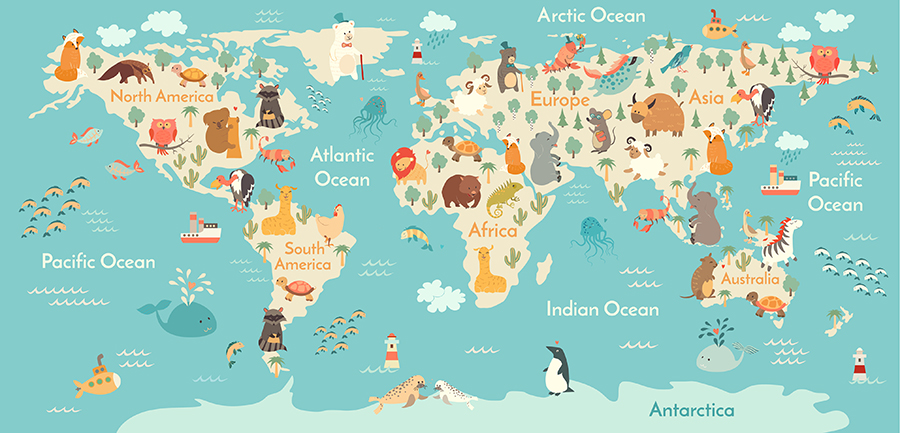 Arctic Ocean
North America
Europe
Asia
Atlantic
Ocean
Pacific
Ocean
Africa
South
America
Pacific Ocean
Australia
Indian Ocean
Antarctica